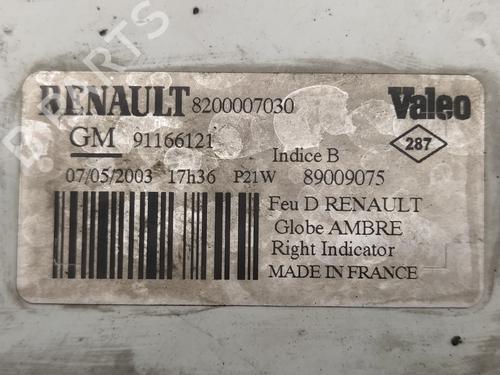 RENAULT 8200007030 Valeo
GM 91166121 287
Indice B
07/05/2003 17h36 P21W 89009075
Feu D RENAULT
Globe AMBRE
Right Indicator
MADE IN FRANCE